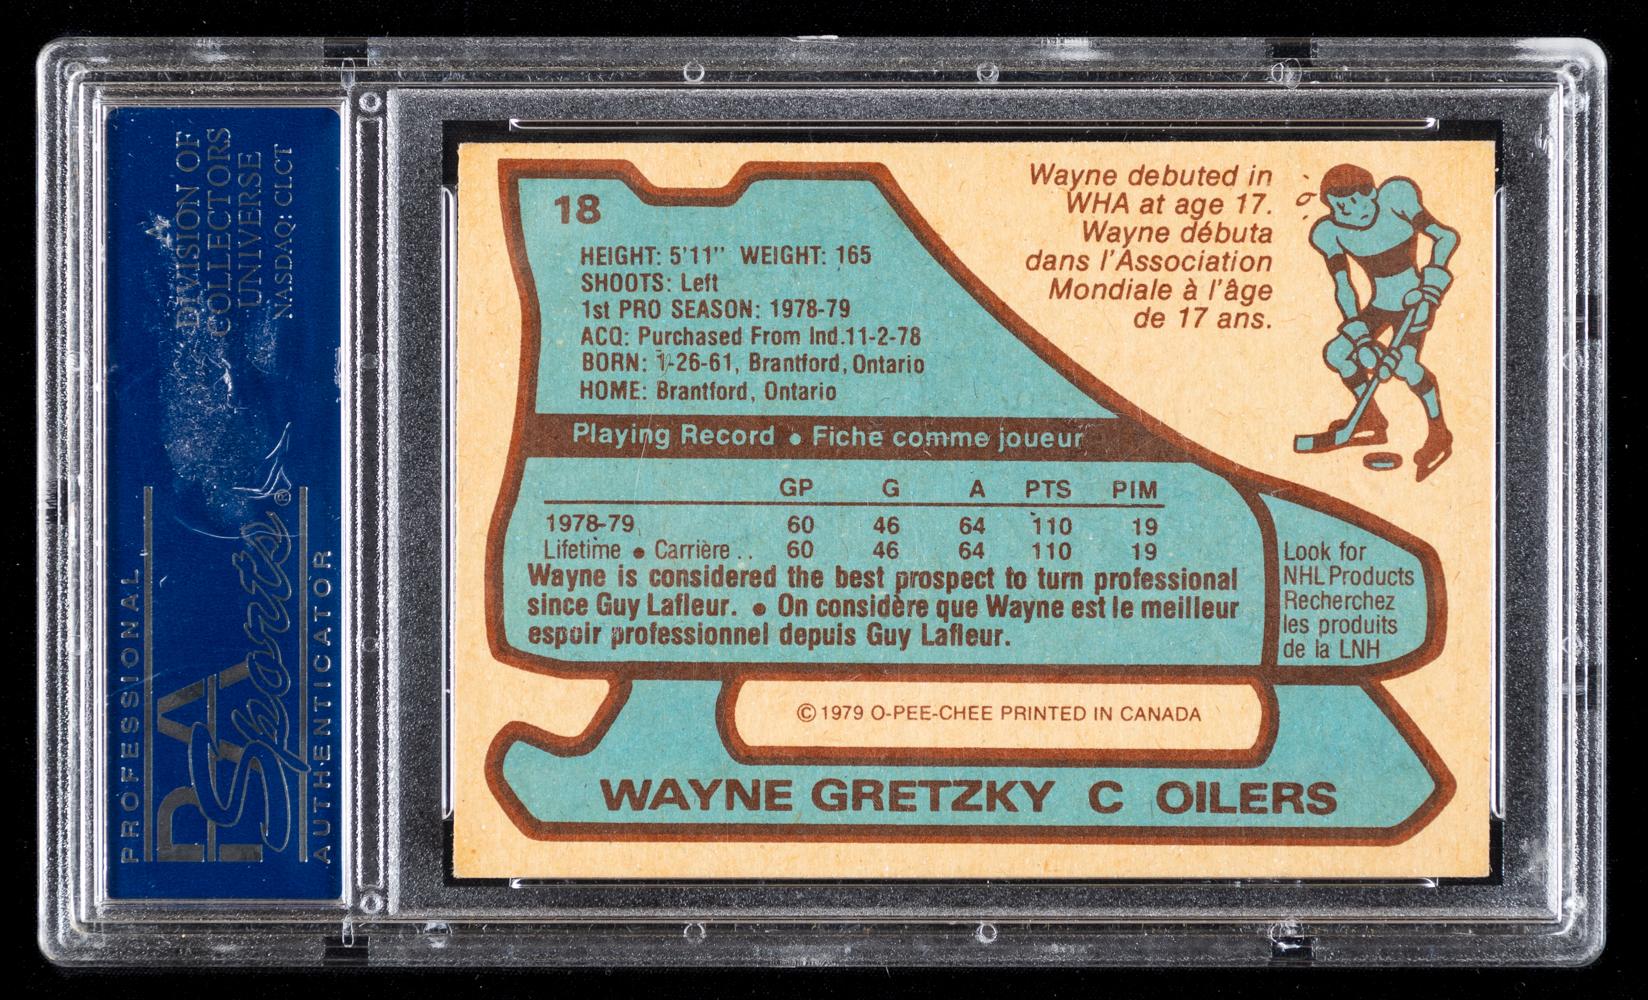 DIVISION OF
COLLECTORS
UNIVERSE
NASDAQ: CLCT
PROFESSIONAL
PSA
Sports®
AUTHENTICATOR
18
HEIGHT: 5'11" WEIGHT: 165
SHOOTS: Left
1st PRO SEASON: 1978-79
ACQ: Purchased From Ind.11-2-78
BORN: 1-26-61, Brantford, Ontario
HOME: Brantford, Ontario
Wayne debuted in
WHA at age 17.
Wayne débuta
dans l'Association
Mondiale à l'âge
de 17 ans.
Playing Record • Fiche comme joueur
GP G A PTS PIM
1978-79 60 46 64 110 19
Lifetime • Carrière .. 60 46 64 110 19
Wayne is considered the best prospect to turn professional
since Guy Lafleur. • On considère que Wayne est le meilleur
espoir professionnel depuis Guy Lafleur.
Look for
NHL Products
Recherchez
les produits
de la LNH
© 1979 O-PEE-CHEE PRINTED IN CANADA
WAYNE GRETZKY C OILERS